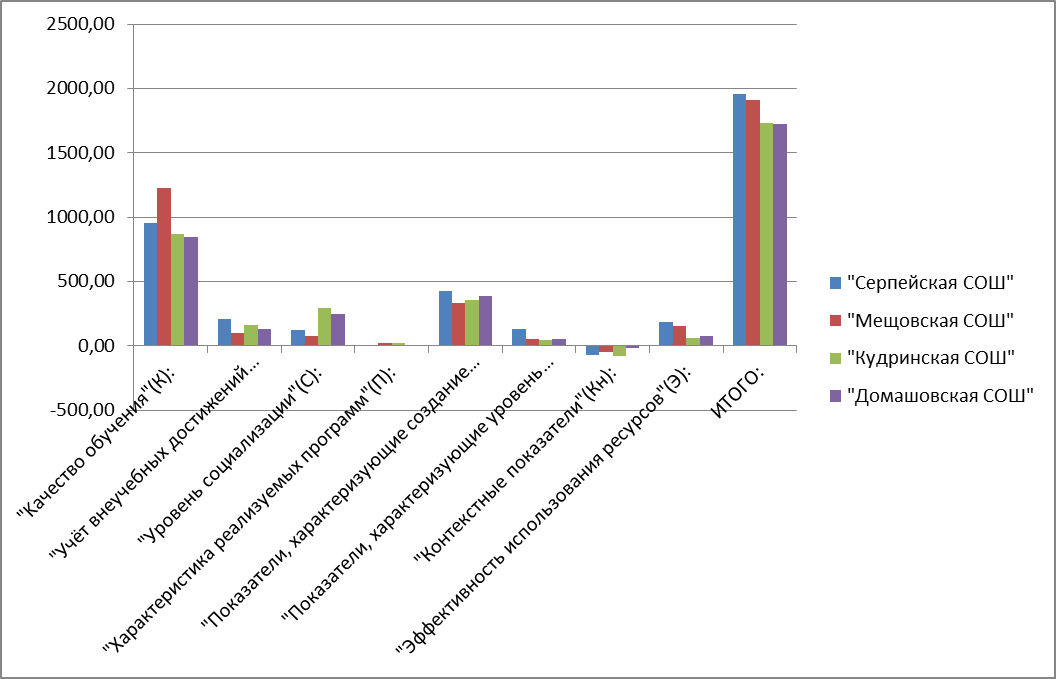 2500,00
2000,00
1500,00
1000,00
500,00
0,00
-500,00
"Качество обучения"(К):
"Учёт внеучебных достижений...
"Уровень социализации"(С):
"Характеристика реализуемых программ"(П):
"Показатели, характеризующие создание...
"Показатели, характеризующие уровень...
"Контекстные показатели"(Кн):
"Эффективность использования ресурсов"(Э):
ИТОГО:
"Серпейская СОШ"
"Мещовская СОШ"
"Кудринская СОШ"
"Домашовская СОШ"